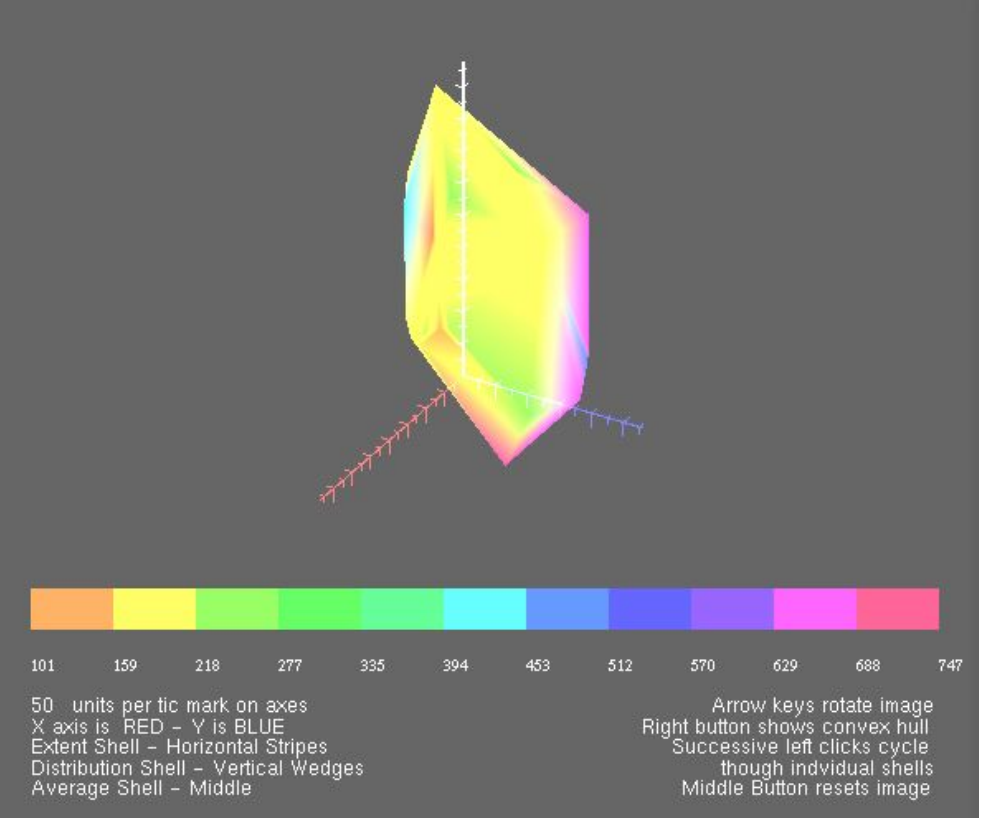 101 159 218 277 335 394 453 512 570 629 688 747
50 units per tic mark on axes
X axis is RED – Y is BLUE
Extent Shell – Horizontal Stripes
Distribution Shell – Vertical Wedges
Average Shell – Middle
Arrow keys rotate image
Right button shows convex hull
Successive left clicks cycle
though indvidual shells
Middle Button resets image